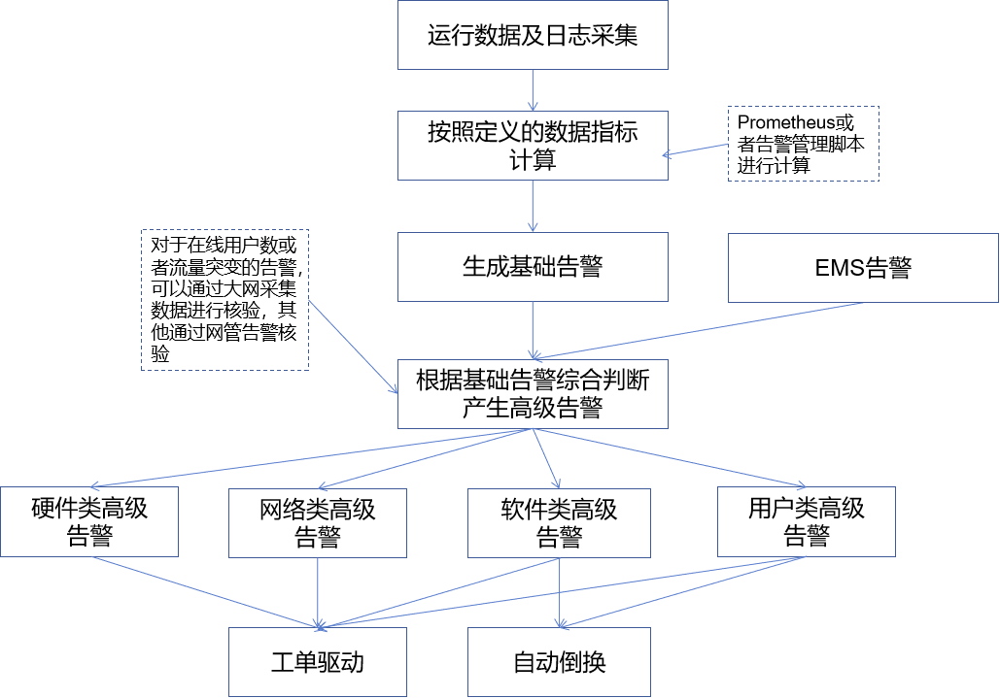 运行数据及日志采集
按照定义的数据指标
计算
Prometheus或
者告警管理脚本
进行计算
对于在线用户数或
者流量突变的告警，
可以通过大网采集
数据进行核验，其
他通过网管告警核
验
生成基础告警
EMS告警
根据基础告警综合判断
产生高级告警
硬件类高级
告警
网络类高级
告警
软件类高级
告警
用户类高级
告警
工单驱动
自动倒换